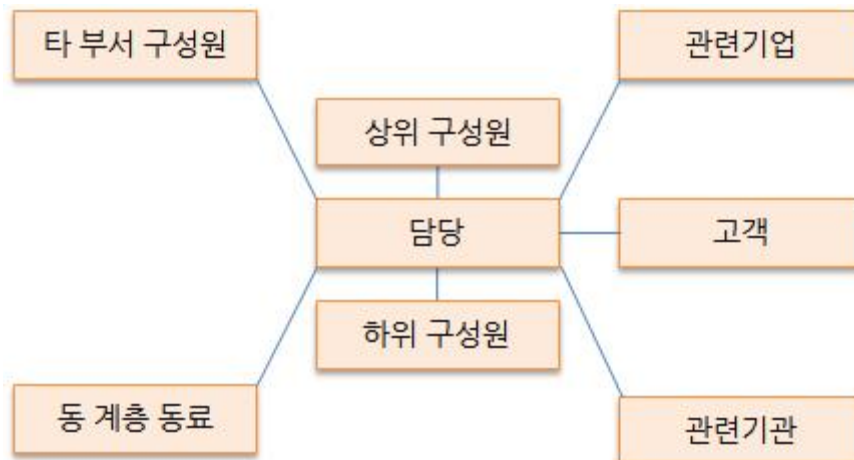 타 부서 구성원
관련기업
상위 구성원
담당
고객
하위 구성원
동 계층 동료
관련기관